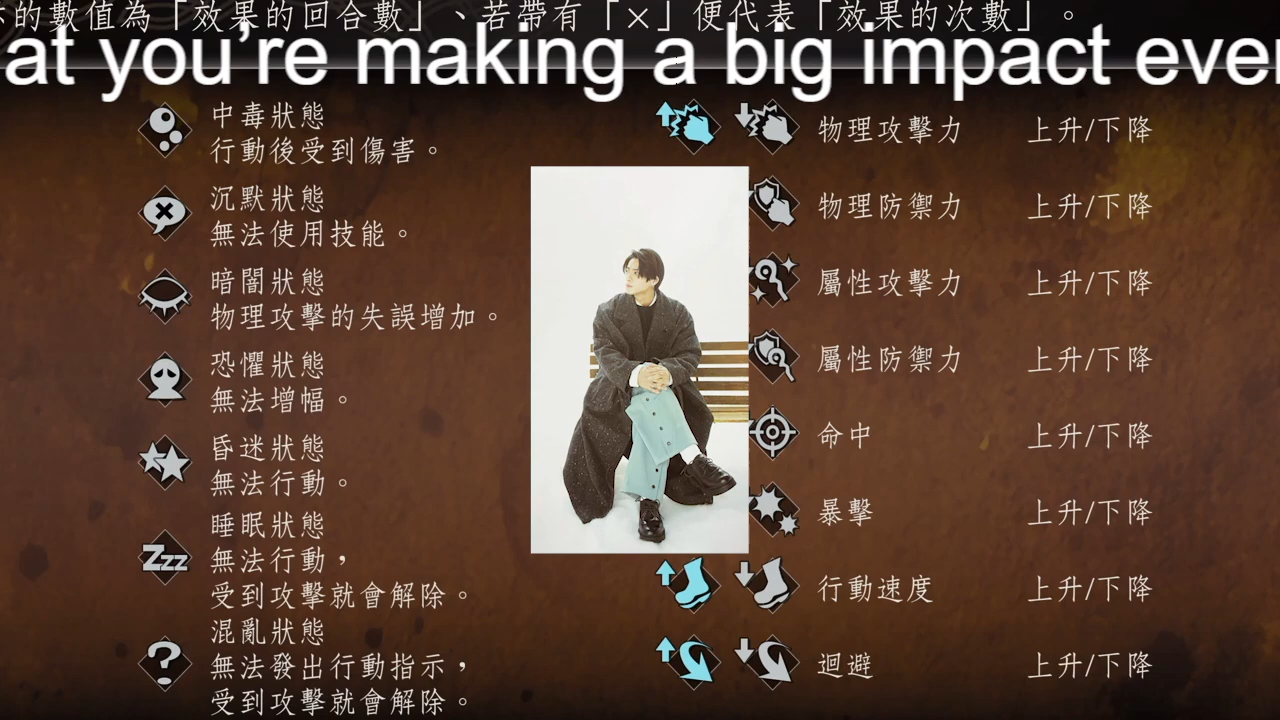 的數值為「效果的回合數」、若帶有「×」便代表「效果的次數」。
at you're making a big impact ever
中毒狀態
行動後受到傷害。
沉默狀態
無法使用技能。
暗闇狀態
物理攻擊的失誤增加。
恐懼狀態
無法增幅。
昏迷狀態
無法行動。
Zzz
睡眠狀態
無法行動，
受到攻擊就會解除。
?
混亂狀態
無法發出行動指示，
受到攻擊就會解除。
物理攻擊力 上升/下降
物理防禦力 上升/下降
屬性攻擊力 上升/下降
屬性防禦力 上升/下降
命中 上升/下降
暴擊 上升/下降
行動速度 上升/下降
迴避 上升/下降